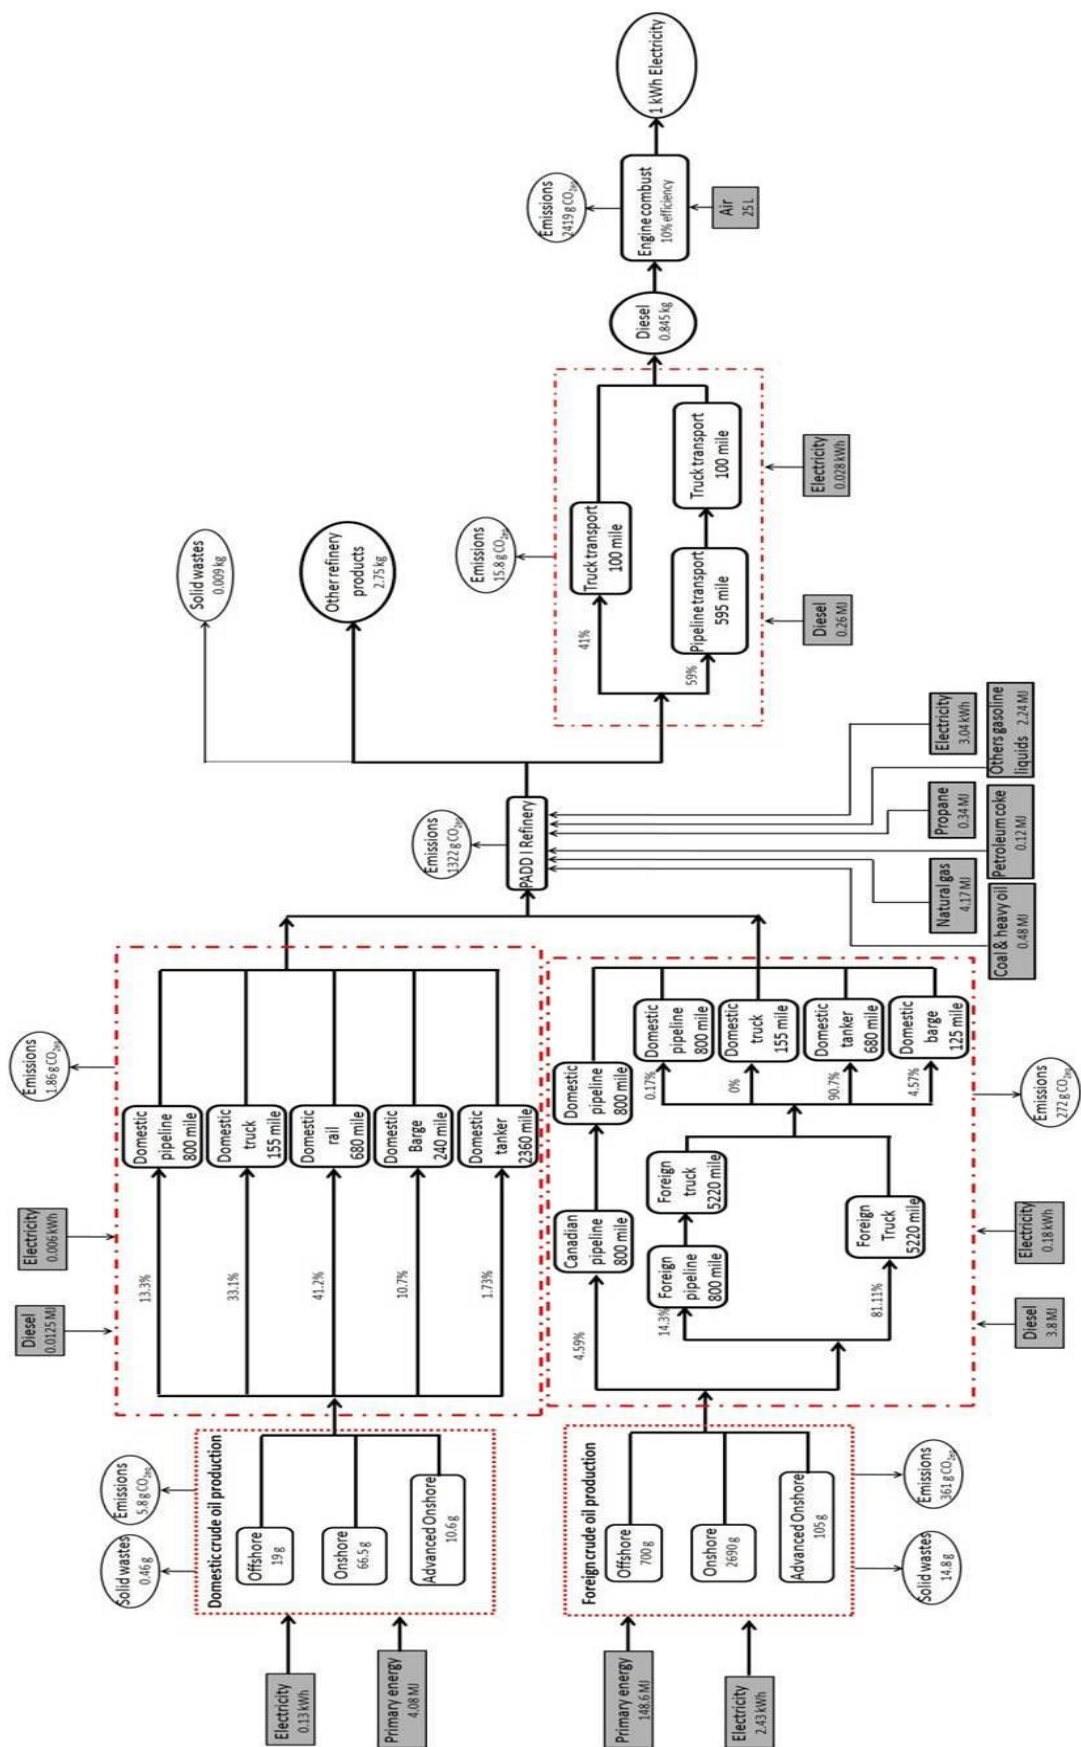 Electricity
0.13 kWh
Primary energy
4.08 MJ
Solid wastes
0.46 g
Emissions
5.8 g CO2eq
Domestic crude oil production
Offshore
19 g
Onshore
66.5 g
Advanced Onshore
10.6 g
Diesel
0.0125 MJ
Electricity
0.006 kWh
Emissions
1.86 g CO2eq
13.3%
33.1%
41.2%
10.7%
1.73%
Domestic
pipeline
800 mile
Domestic
truck
155 mile
Domestic
rail
680 mile
Domestic
Barge
240 mile
Domestic
tanker
2360 mile
Primary energy
148.6 MJ
Electricity
2.43 kWh
Foreign crude oil production
Offshore
700 g
Onshore
2690 g
Advanced Onshore
105 g
Solid wastes
14.8 g
Emissions
361 g CO2eq
4.59%
14.3%
81.11%
Canadian
pipeline
800 mile
Domestic
pipeline
800 mile
Foreign
pipeline
800 mile
Foreign
truck
5220 mile
Foreign
Truck
5220 mile
0.17%
0%
90.7%
4.57%
Domestic
pipeline
800 mile
Domestic
truck
155 mile
Domestic
tanker
680 mile
Domestic
barge
125 mile
Diesel
3.8 MJ
Electricity
0.18 kWh
Emissions
272 g CO2eq
Emissions
1322 g CO2eq
PADD I Refinery
Coal & heavy oil
0.48 MJ
Natural gas
4.17 MJ
Petroleum coke
0.12 MJ
Propane
0.34 MJ
Others gasoline
liquids 2.24 MJ
Electricity
3.04 kWh
Solid wastes
0.009 kg
Other refinery
products
2.75 kg
41%
59%
Truck transport
100 mile
Pipeline transport
595 mile
Truck transport
100 mile
Emissions
15.8 g CO2eq
Diesel
0.26 MJ
Electricity
0.028 kWh
Diesel
0.845 kg
Emissions
2419 g CO2eq
Engine combust
10% efficiency
Air
25 L
1 kWh Electricity